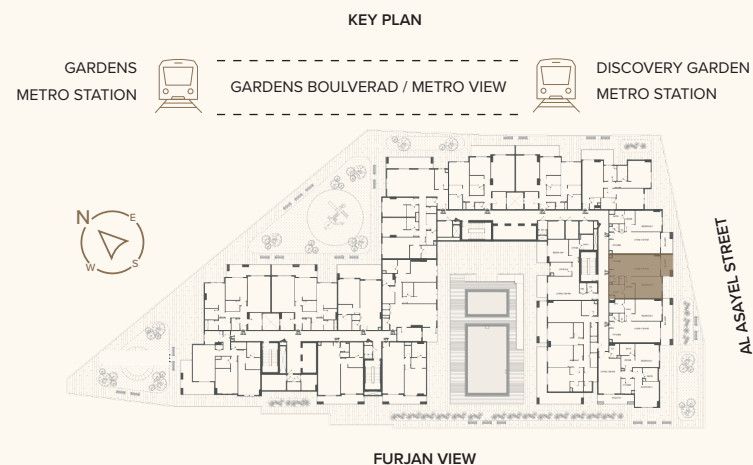 KEY PLAN
GARDENS
METRO STATION
GARDENS BOULVERAD / METRO VIEW
DISCOVERY GARDEN
METRO STATION
N
E
W
S
AL ASAYEL STREET
FURJAN VIEW